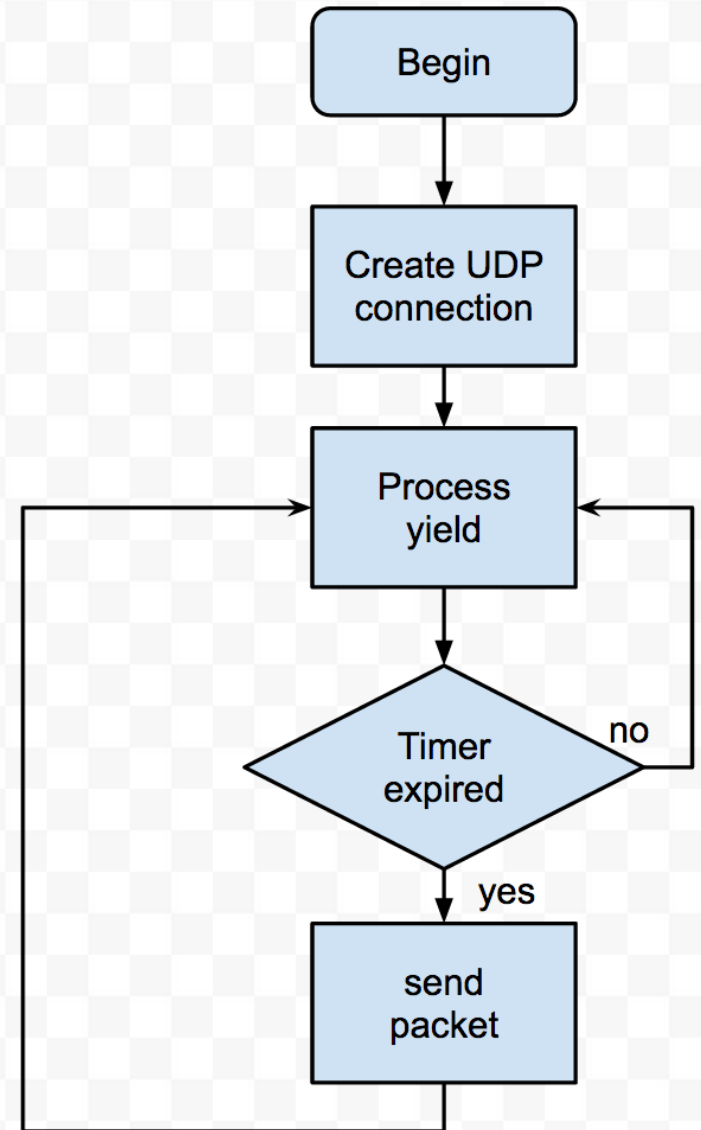 Begin
Create UDP
connection
Process
yield
Timer
expired
no
yes
send
packet